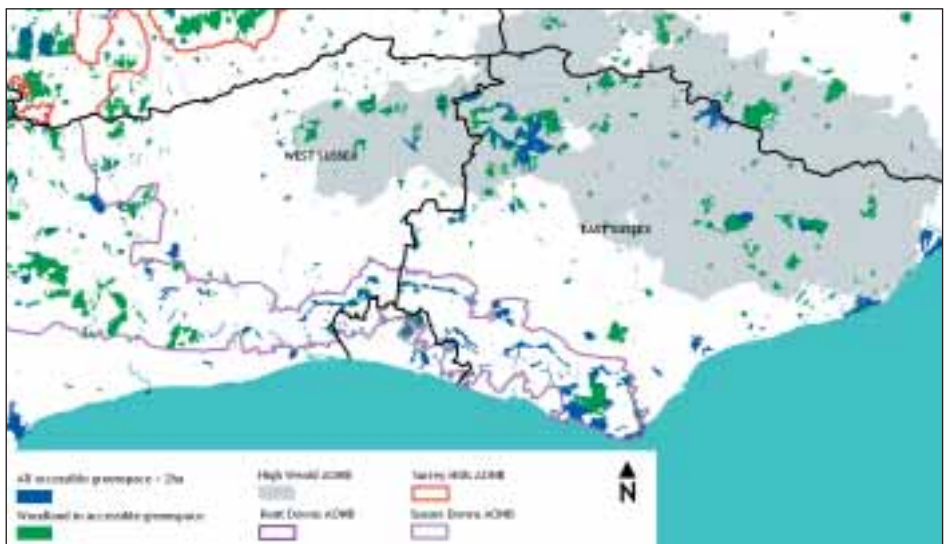 WEST SUSSEX
EAST SUSSEX
All accessible greenspace > 2ha
Woodland in accessible greenspace
High Weald AONB
Kent Downs AONB
Surrey Hills AONB
Sussex Downs AONB
N